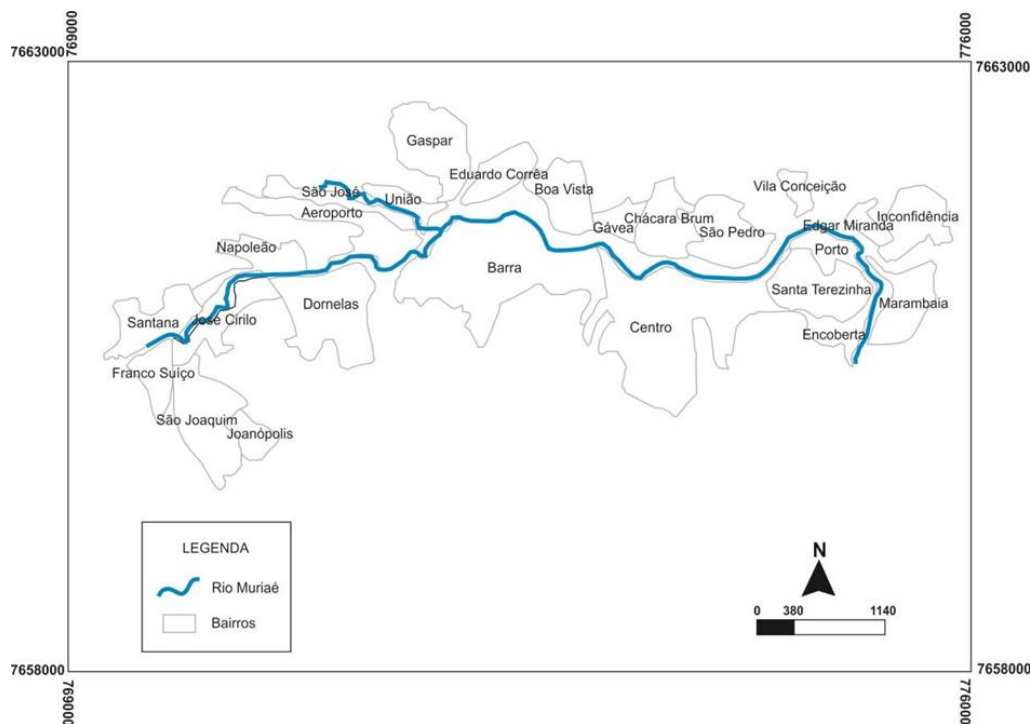 769000
776000
7663000
7663000
Gaspar
Eduardo Corrêa
Boa Vista
São José
União
Aeroporto
Vila Conceição
Inconfidência
Chácara Brum
Gávea
São Pedro
Edgar Miranda
Porto
Napoleão
Barra
Dornelas
Santa Terezinha
Marambaia
Santana
José Cirilo
Centro
Encoberta
Franco Suíço
São Joaquim
Joanópolis
LEGENDA
Rio Muriaé
Bairros
N
0 380 1140
7658000
7658000
769000
776000